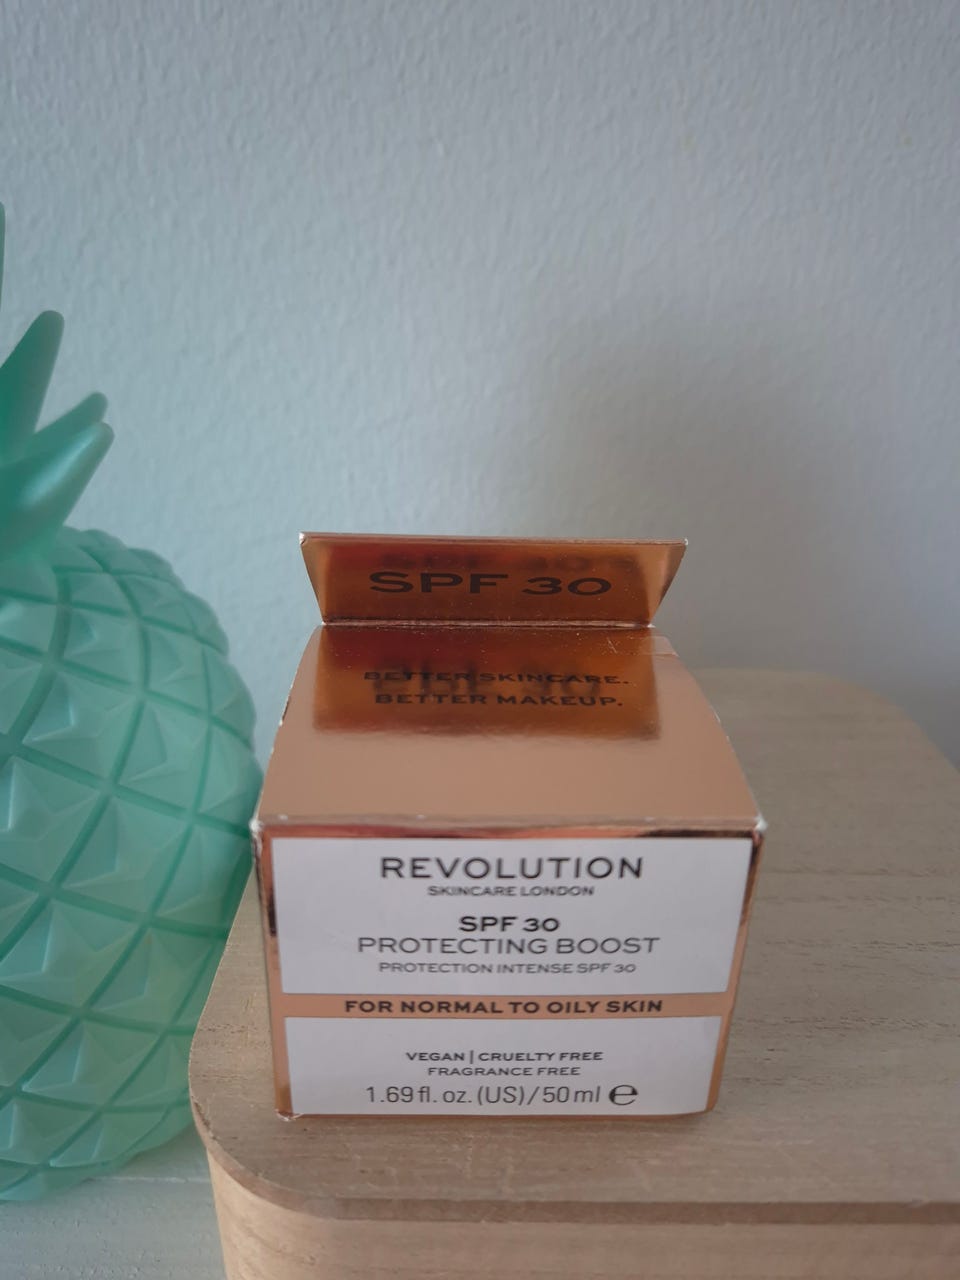 SPF 30
BETTER SKINCARE.
BETTER MAKEUP.
REVOLUTION
SKINCARE LONDON
SPF 30
PROTECTING BOOST
PROTECTION INTENSE SPF 30
FOR NORMAL TO OILY SKIN
VEGAN | CRUELTY FREE
FRAGRANCE FREE
1.69 fl. oz. (US) / 50 ml ℮